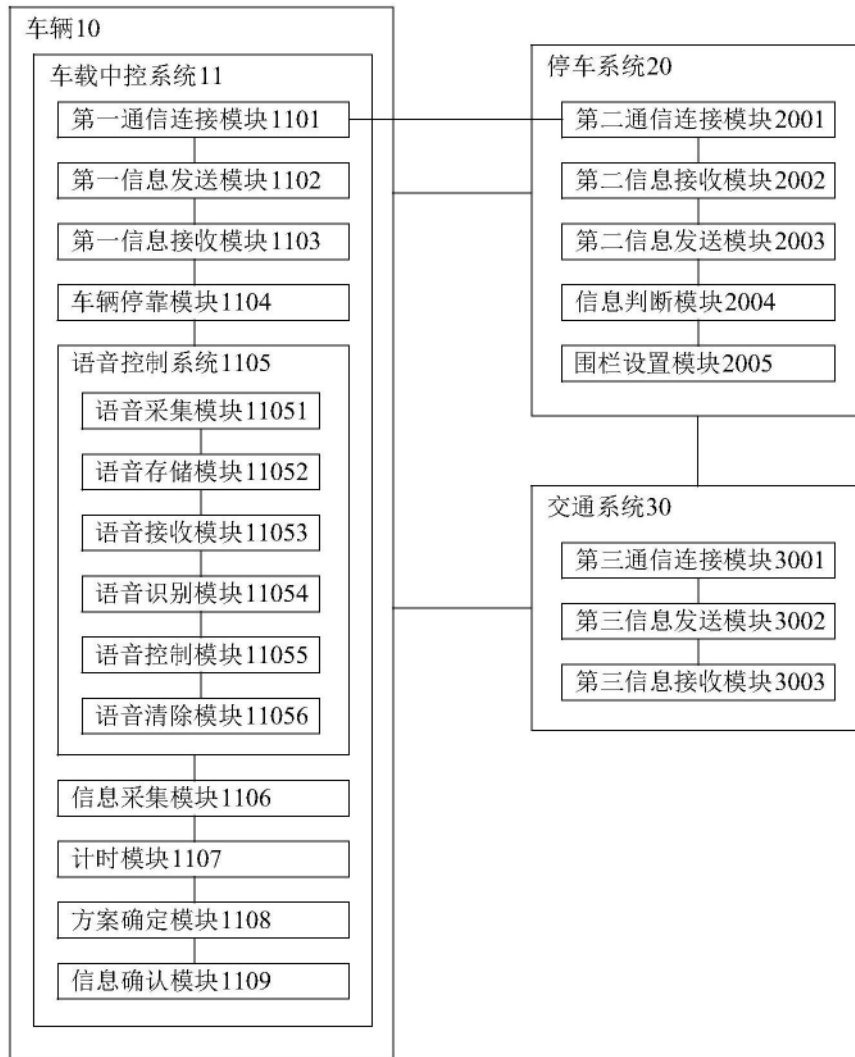 车辆10
车载中控系统11
第一通信连接模块1101
第一信息发送模块1102
第一信息接收模块1103
车辆停靠模块1104
语音控制系统1105
语音采集模块11051
语音存储模块11052
语音接收模块11053
语音识别模块11054
语音控制模块11055
语音清除模块11056
信息采集模块1106
计时模块1107
方案确定模块1108
信息确认模块1109
停车系统20
第二通信连接模块2001
第二信息接收模块2002
第二信息发送模块2003
信息判断模块2004
围栏设置模块2005
交通系统30
第三通信连接模块3001
第三信息发送模块3002
第三信息接收模块3003